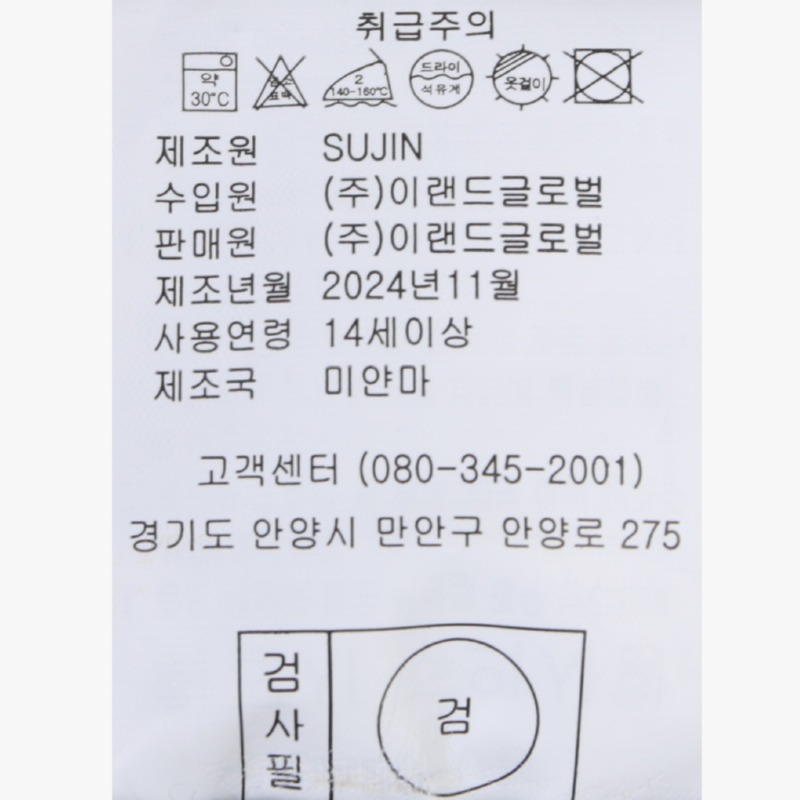 취급주의
약 30℃
염소 표백
2 140-160℃
드라이 석유계
옷걸이
제조원 SUJIN
수입원 (주)이랜드글로벌
판매원 (주)이랜드글로벌
제조년월 2024년11월
사용연령 14세이상
제조국 미얀마
고객센터 (080-345-2001)
경기도 안양시 만안구 안양로 275
검사필
검